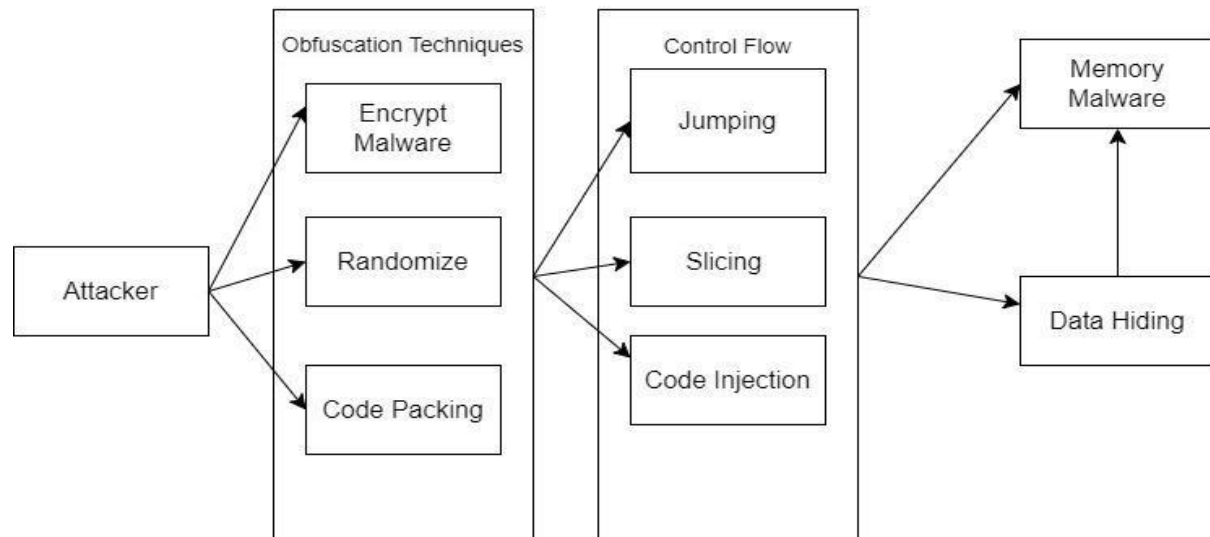 Attacker
Obfuscation Techniques
Encrypt
Malware
Randomize
Code Packing
Control Flow
Jumping
Slicing
Code Injection
Memory
Malware
Data Hiding